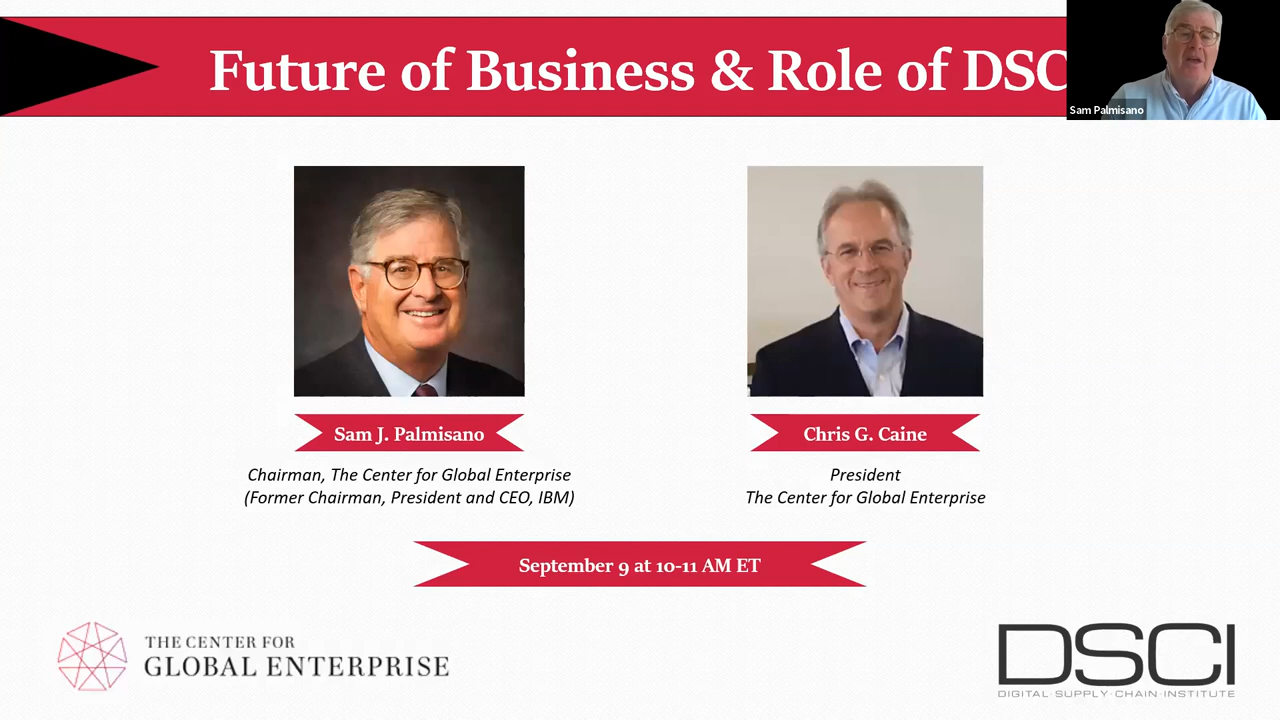 Future of Business & Role of DSC
Sam Palmisano
Sam J. Palmisano
Chairman, The Center for Global Enterprise
(Former Chairman, President and CEO, IBM)
Chris G. Caine
President
The Center for Global Enterprise
September 9 at 10-11 AM ET
THE CENTER FOR
GLOBAL ENTERPRISE
DSCI
DIGITAL·SUPPLY·CHAIN·INSTITUTE